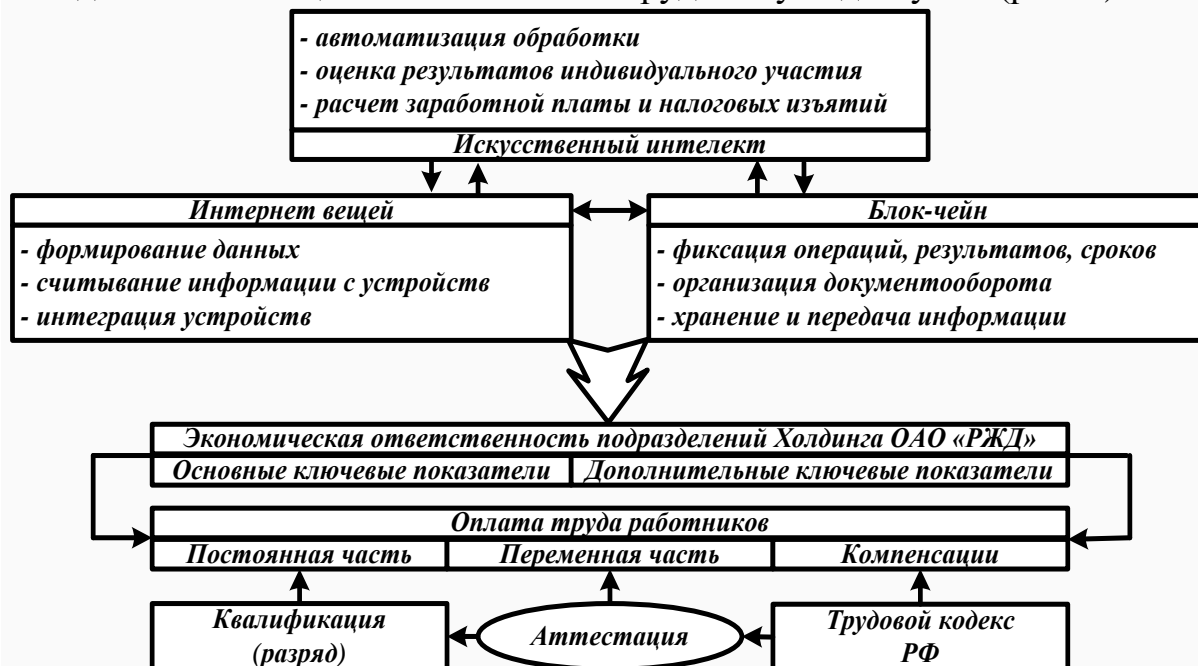 - автоматизация обработки
- оценка результатов индивидуального участия
- расчет заработной платы и налоговых изъятий
Искусственный интелект
Интернет вещей
- формирование данных
- считывание информации с устройств
- интеграция устройств
Блок-чейн
- фиксация операций, результатов, сроков
- организация документооборота
- хранение и передача информации
Экономическая ответственность подразделений Холдинга ОАО «РЖД»
Основные ключевые показатели
Дополнительные ключевые показатели
Оплата труда работников
Постоянная часть
Переменная часть
Компенсации
Квалификация
(разряд)
Аттестация
Трудовой кодекс
РФ